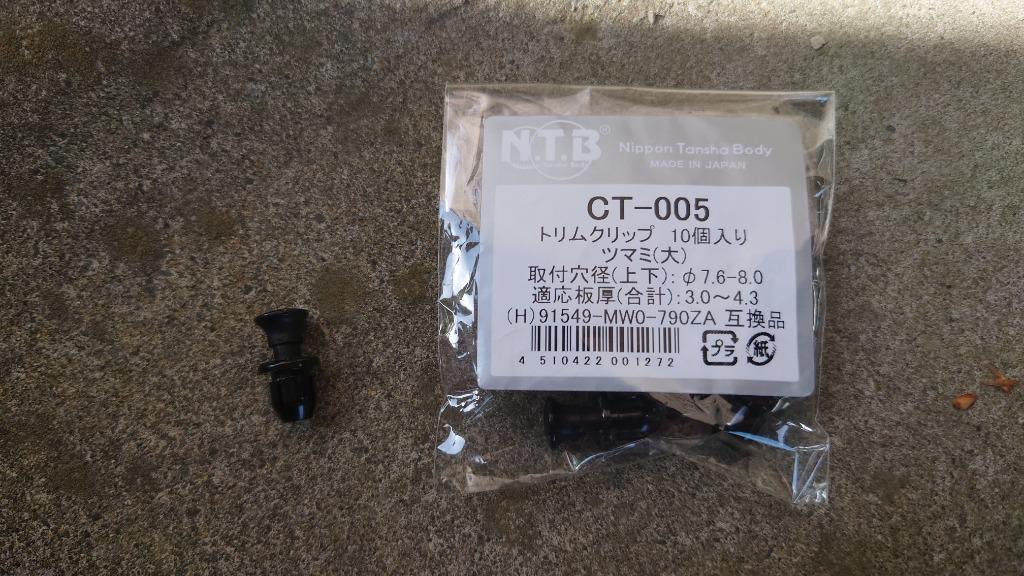 N.T.B®
Nippon Tansha Body
MADE IN JAPAN
CT-005
トリムクリップ 10個入り
ツマミ(大)
取付穴径(上下):φ7.6-8.0
適応板厚(合計):3.0〜4.3
(H)91549-MW0-790ZA 互換品
4 510422 001272
プラ
紙